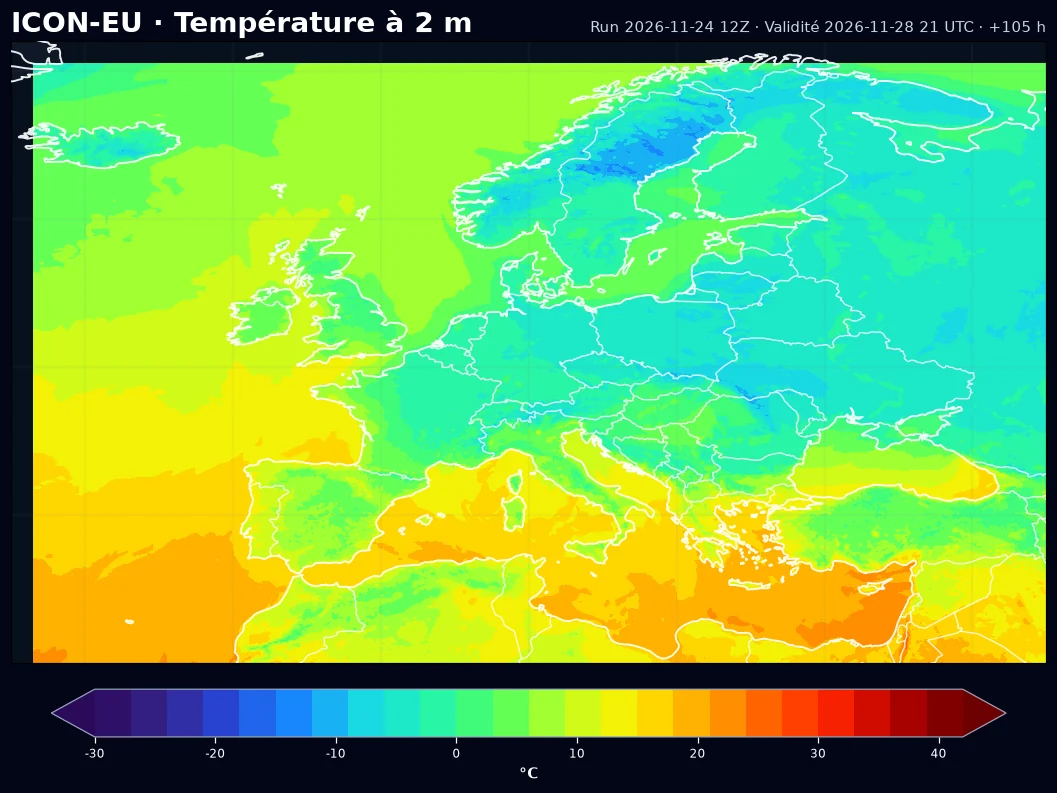 ICON-EU · Température à 2 m
Run 2026-11-24 12Z · Validité 2026-11-28 21 UTC · +105 h
-30 -20 -10 0 10 20 30 40
°C